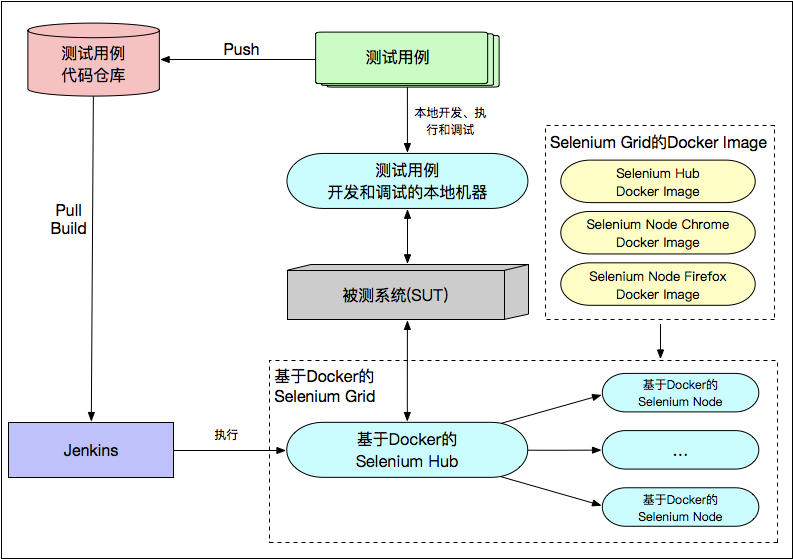 测试用例
代码仓库
Push
测试用例
本地开发、执
行和调试
测试用例
开发和调试的本地机器
Selenium Grid的Docker Image
Selenium Hub
Docker Image
Selenium Node Chrome
Docker Image
Selenium Node Firefox
Docker Image
Pull
Build
被测系统(SUT)
基于Docker的
Selenium Grid
基于Docker的
Selenium Node
Jenkins
执行
基于Docker的
Selenium Hub
...
基于Docker的
Selenium Node